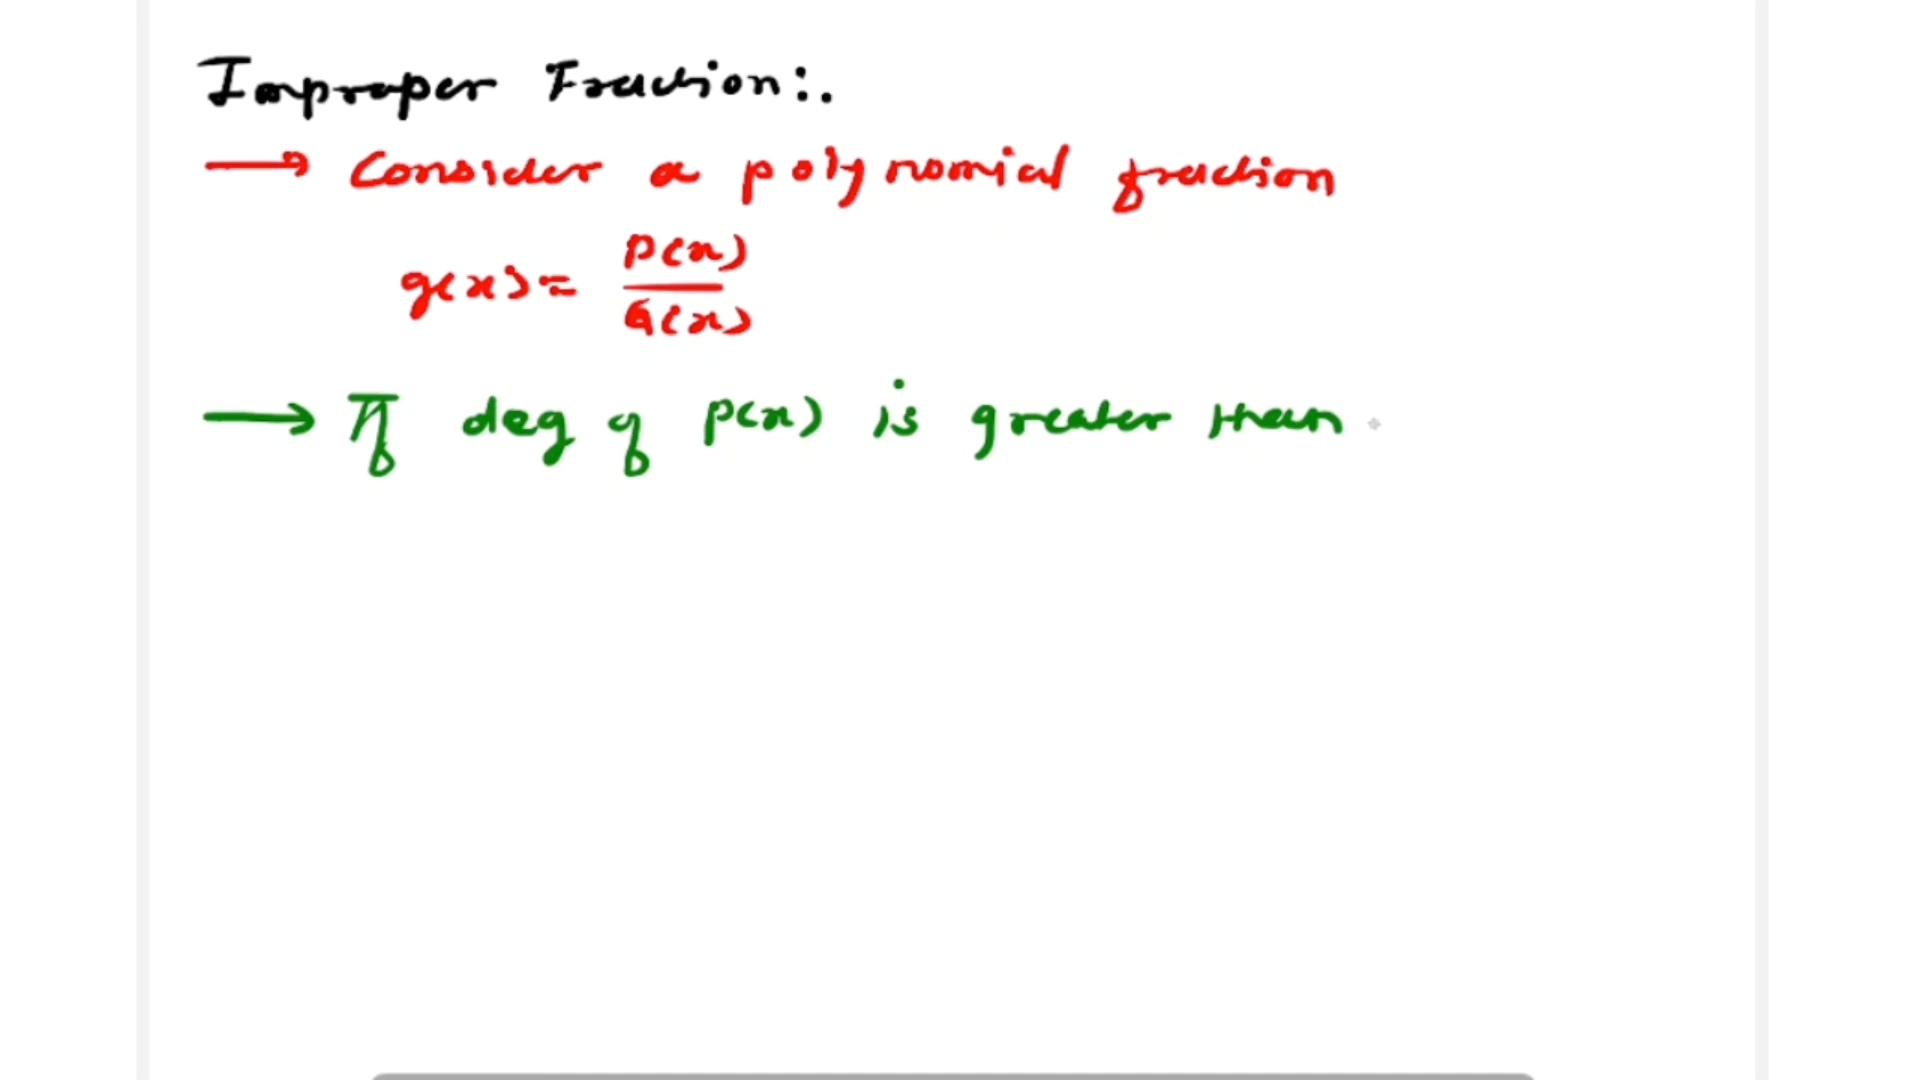 Improper Fraction:.
→ Consider a polynomial fraction
g(x) = P(x) / Q(x)
→ If deg of P(x) is greater than